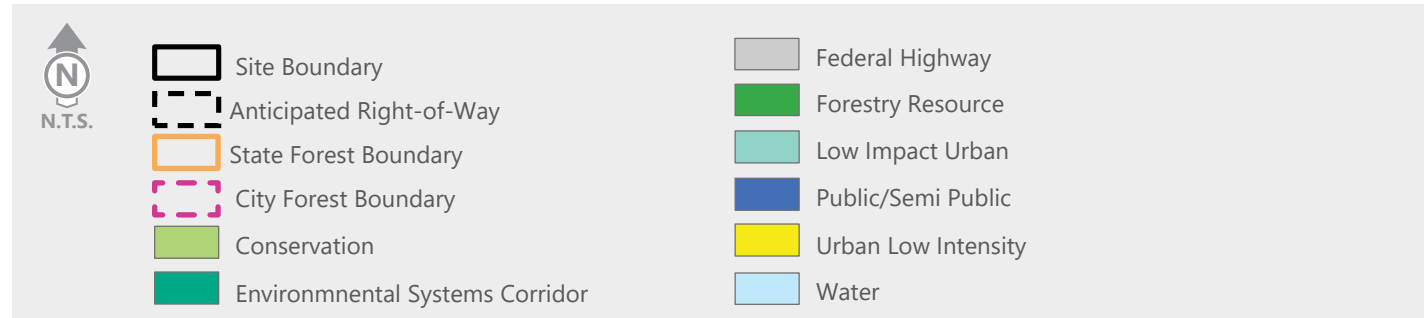 N
N.T.S.
Site Boundary
Anticipated Right-of-Way
State Forest Boundary
City Forest Boundary
Conservation
Environmnental Systems Corridor
Federal Highway
Forestry Resource
Low Impact Urban
Public/Semi Public
Urban Low Intensity
Water